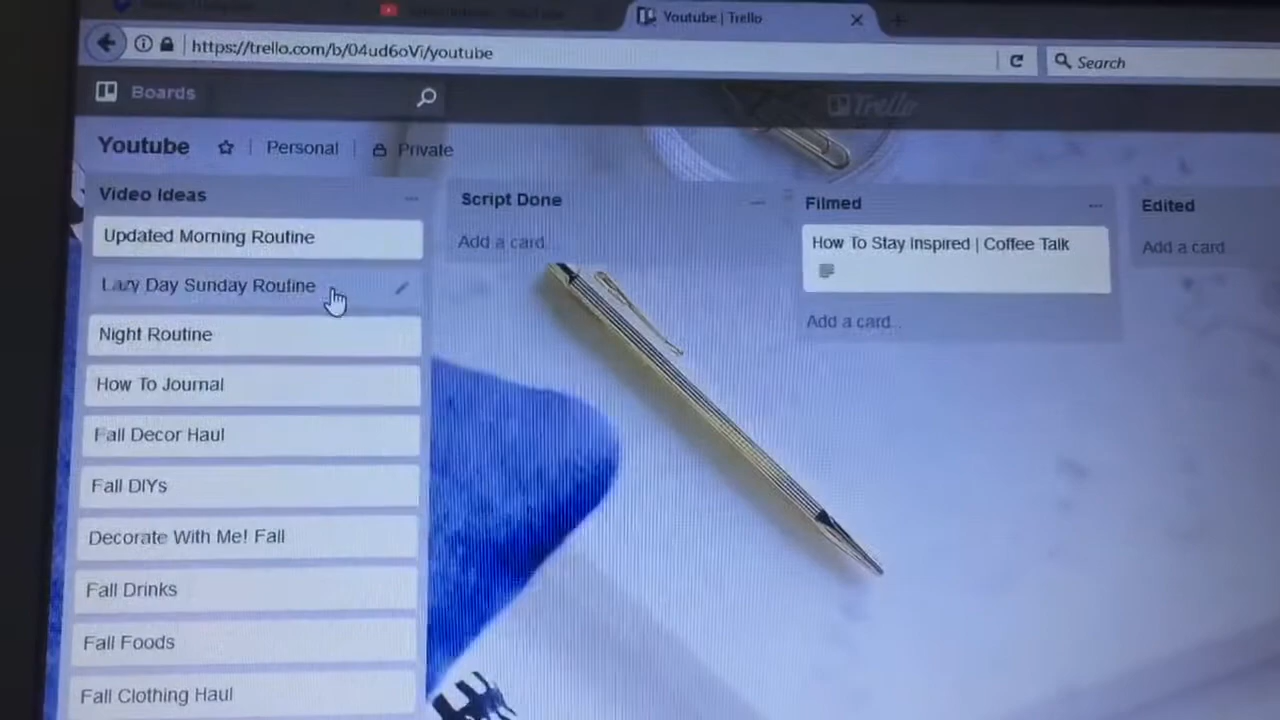 Youtube | Trello
https://trello.com/b/04ud6oVi/youtube
Search
Boards
Trello
Youtube
Personal
Private
Video Ideas
Updated Morning Routine
Lazy Day Sunday Routine
Night Routine
How To Journal
Fall Decor Haul
Fall DIYs
Decorate With Me! Fall
Fall Drinks
Fall Foods
Fall Clothing Haul
Script Done
Add a card...
Filmed
How To Stay Inspired | Coffee Talk
Add a card...
Edited
Add a card